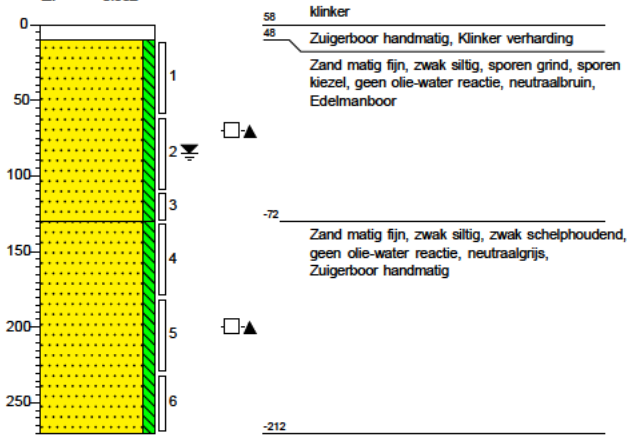 0
50
100
150
200
250
1
2
3
4
5
6
58
klinker
48
Zuigerboor handmatig, Klinker verharding
Zand matig fijn, zwak siltig, sporen grind, sporen
kiezel, geen olie-water reactie, neutraalbruin,
Edelmanboor
-72
Zand matig fijn, zwak siltig, zwak schelphoudend,
geen olie-water reactie, neutraalgrijs,
Zuigerboor handmatig
-212